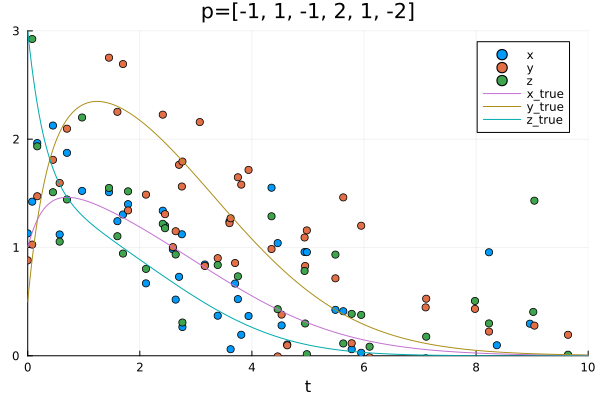 p=[-1, 1, -1, 2, 1, -2]
3
x
y
z
x_true
y_true
z_true
2
1
0
0 2 4 6 8 10
t